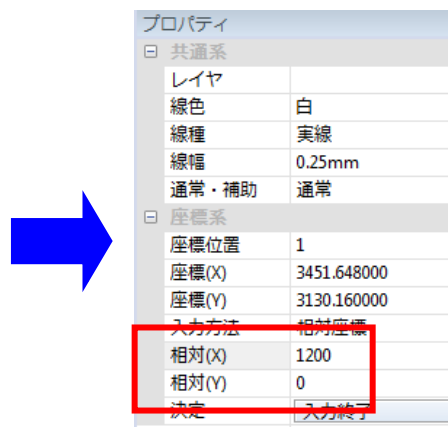 プロパティ
共通系
レイヤ
線色 白
線種 実線
線幅 0.25mm
通常・補助 通常
座標系
座標位置 1
座標(X) 3451.648000
座標(Y) 3130.160000
入力方法 相対座標
相対(X) 1200
相対(Y) 0
決定 入力終了